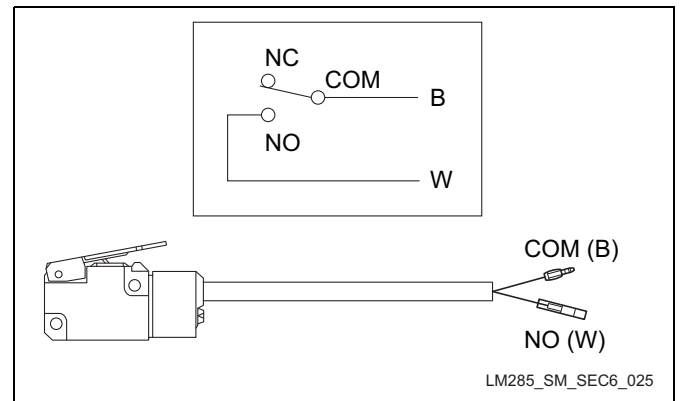 NC
COM
B
NO
W
COM (B)
NO (W)
LM285_SM_SEC6_025